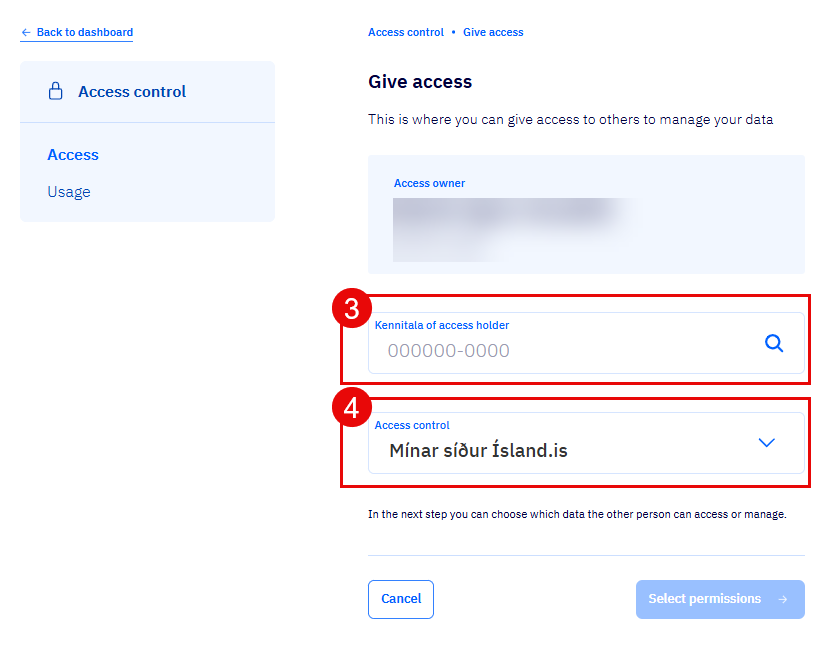 ← Back to dashboard
Access control
Access
Usage
Access control • Give access
Give access
This is where you can give access to others to manage your data
Access owner
3
Kennitala of access holder
000000-0000
4
Access control
Mínar síður Ísland.is
In the next step you can choose which data the other person can access or manage.
Cancel
Select permissions →